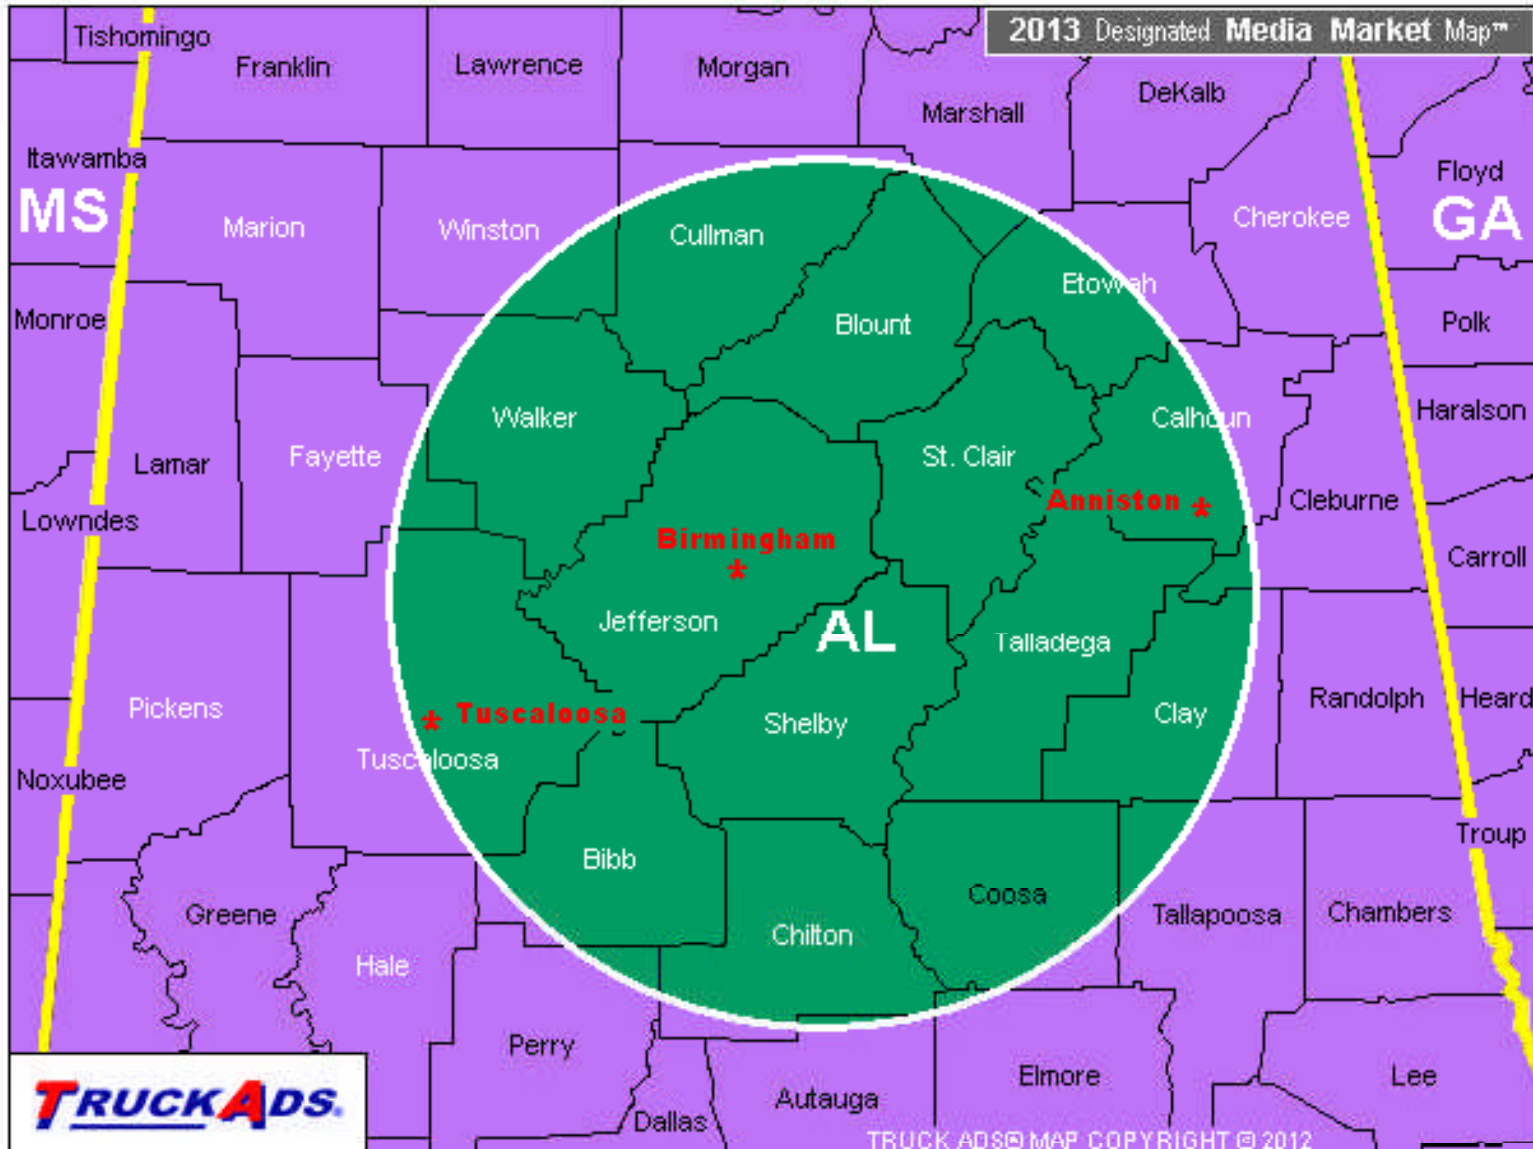 2013 Designated Media Market Map™
Tishomingo
Franklin
Lawrence
Morgan
Marshall
DeKalb
Itawamba
MS
Marion
Winston
Cullman
Etowah
Cherokee
Floyd
GA
Monroe
Blount
Polk
Walker
Calhoun
Haralson
Lamar
Fayette
St. Clair
Anniston *
Cleburne
Lowndes
Birmingham
*
Carroll
Jefferson
AL
Talladega
Pickens
* Tuscaloosa
Shelby
Clay
Randolph
Heard
Tuscaloosa
Noxubee
Troup
Bibb
Coosa
Greene
Chilton
Tallapoosa
Chambers
Hale
Perry
Elmore
Lee
Autauga
Dallas
TRUCKADS.
TRUCK ADS® MAP COPYRIGHT © 2012